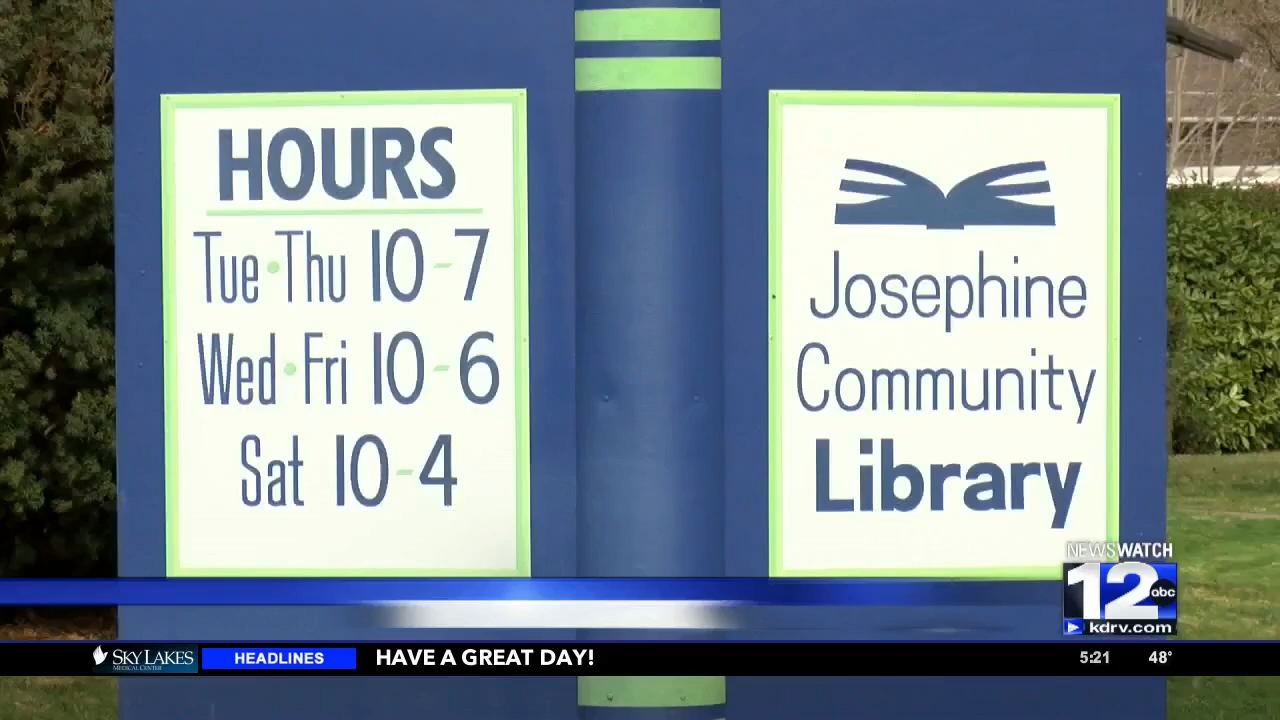 HOURS
Tue•Thu 10-7
Wed•Fri 10-6
Sat 10-4
Josephine
Community
Library
NEWSWATCH
12 abc
kdrv.com
SKY LAKES
MEDICAL CENTER
HEADLINES
HAVE A GREAT DAY!
5:21 48°